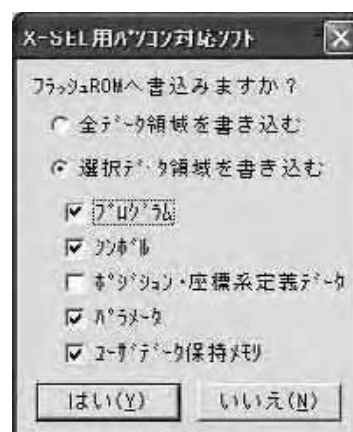 X-SEL用ﾊﾟｿｺﾝ対応ｿﾌﾄ
ﾌﾗｯｼｭROMへ書込みますか？
全ﾃﾞｰﾀ領域を書き込む
選択ﾃﾞｰﾀ領域を書き込む
ﾌﾟﾛｸﾞﾗﾑ
ｼﾝﾎﾞﾙ
ﾎﾟｼﾞｼｮﾝ・座標系定義ﾃﾞｰﾀ
ﾊﾟﾗﾒｰﾀ
ﾕｰｻﾞﾃﾞｰﾀ保持ﾒﾓﾘ
はい(Y) いいえ(N)